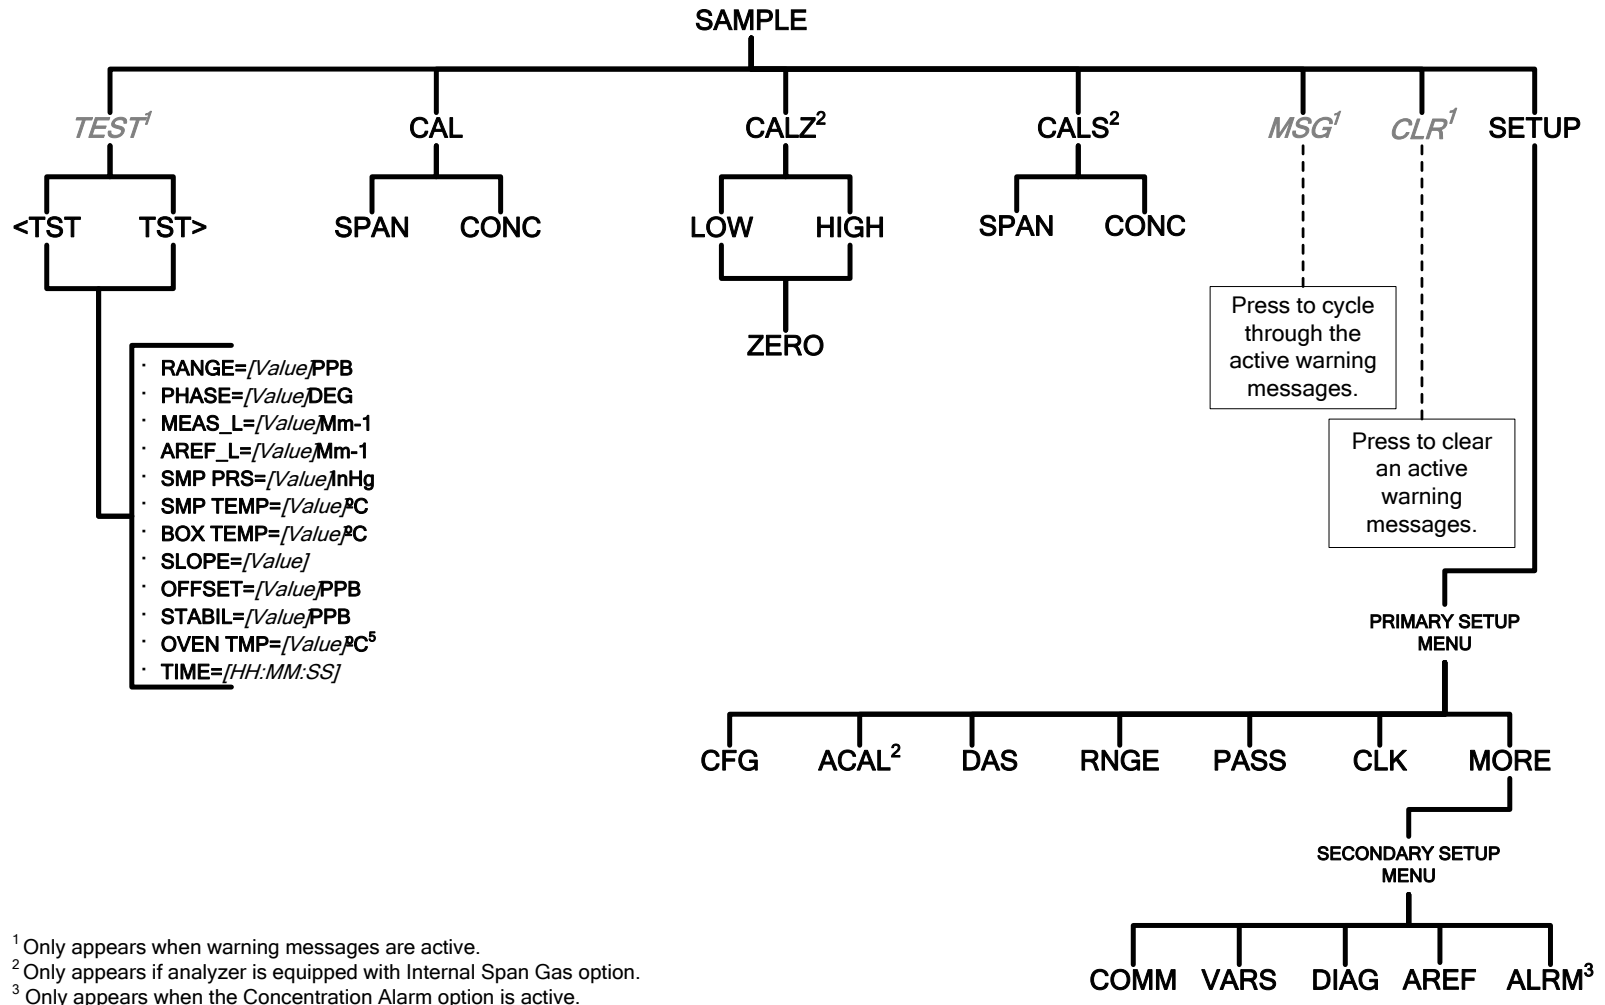 SAMPLE
TEST¹ CAL CALZ² CALS² MSG¹ CLR¹ SETUP
<TST TST> SPAN CONC LOW HIGH SPAN CONC
ZERO
Press to cycle
through the
active warning
messages.
Press to clear
an active
warning
messages.
· RANGE=[Value]PPB
· PHASE=[Value]DEG
· MEAS_L=[Value]Mm-1
· AREF_L=[Value]Mm-1
· SMP PRS=[Value]InHg
· SMP TEMP=[Value]ºC
· BOX TEMP=[Value]ºC
· SLOPE=[Value]
· OFFSET=[Value]PPB
· STABIL=[Value]PPB
· OVEN TMP=[Value]ºC⁵
· TIME=[HH:MM:SS]
PRIMARY SETUP
MENU
CFG ACAL² DAS RNGE PASS CLK MORE
SECONDARY SETUP
MENU
COMM VARS DIAG AREF ALRM³
¹ Only appears when warning messages are active.
² Only appears if analyzer is equipped with Internal Span Gas option.
³ Only appears when the Concentration Alarm option is active.